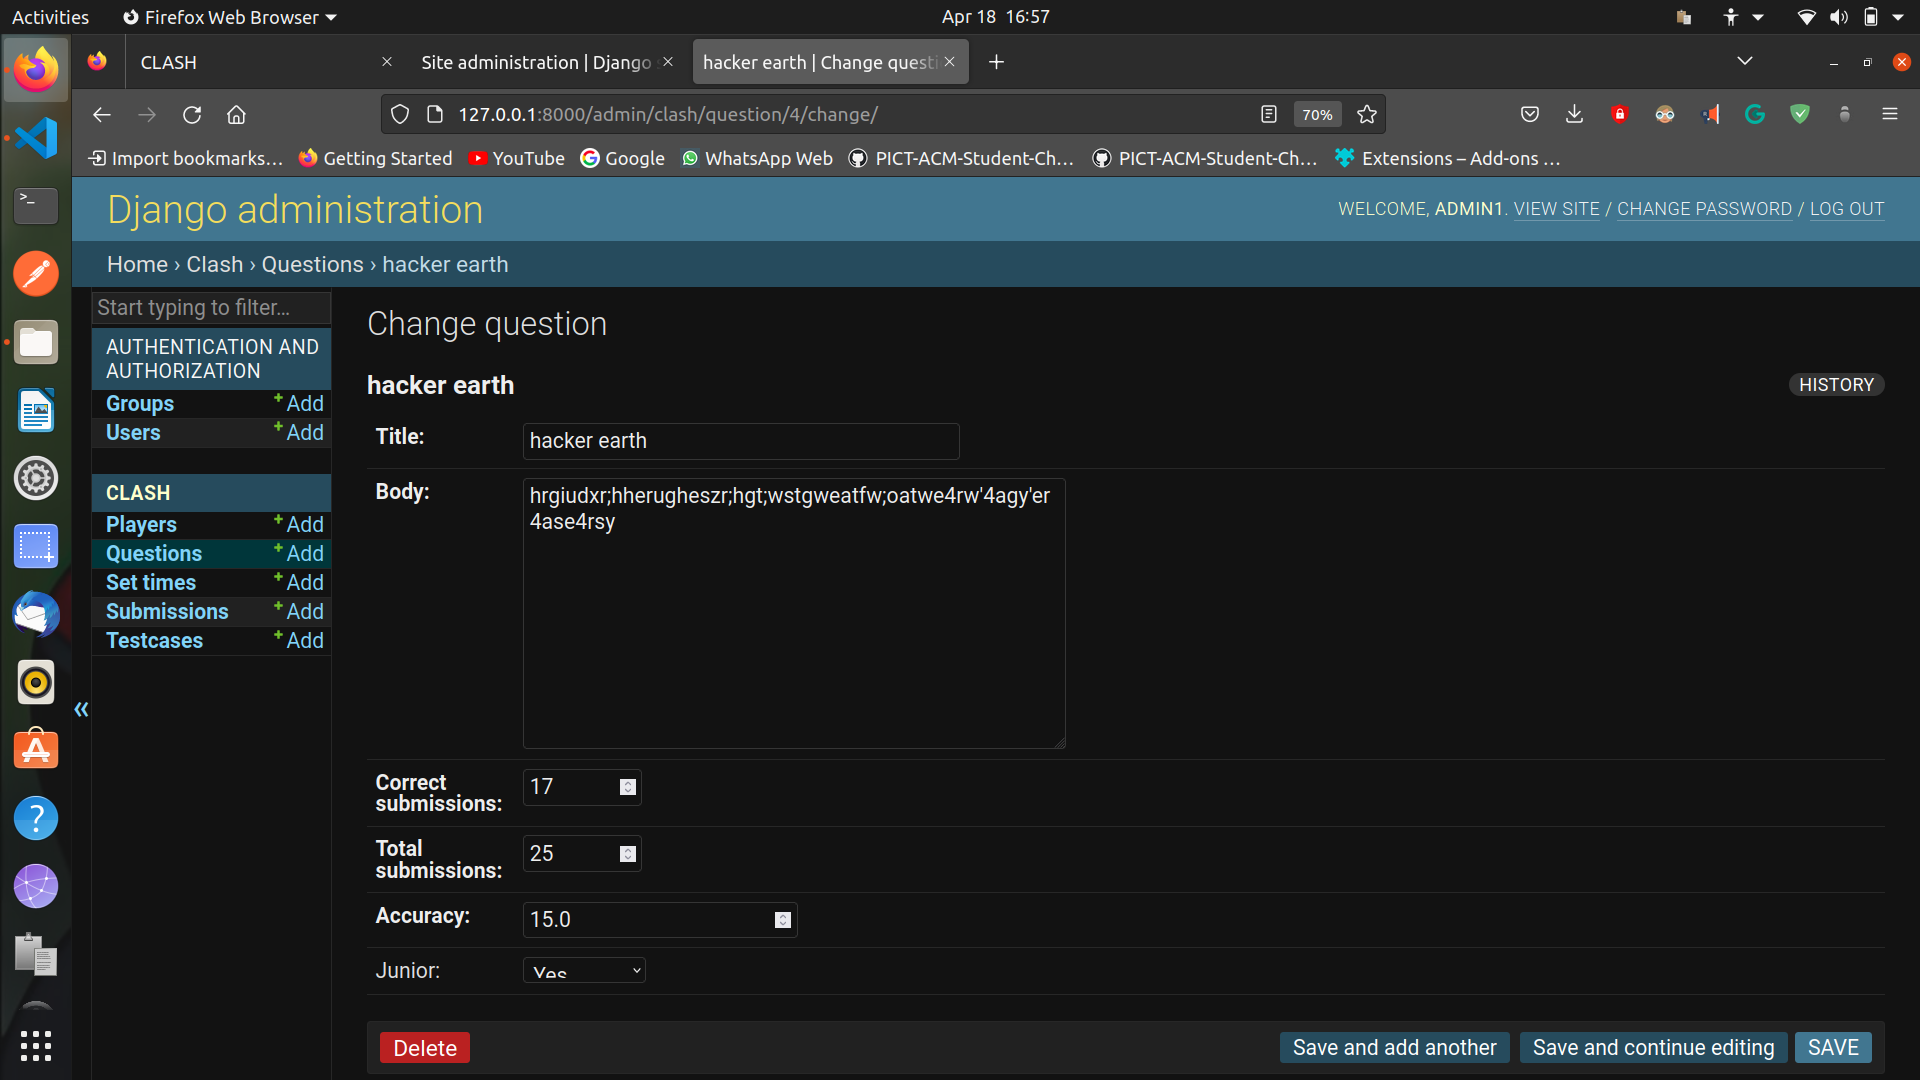 Activities
Firefox Web Browser
Apr 18 16:57
CLASH
Site administration | Django
hacker earth | Change questi
127.0.0.1:8000/admin/clash/question/4/change/
70%
Import bookmarks...
Getting Started
YouTube
Google
WhatsApp Web
PICT-ACM-Student-Ch...
PICT-ACM-Student-Ch...
Extensions – Add-ons ...
Django administration
WELCOME, ADMIN1. VIEW SITE / CHANGE PASSWORD / LOG OUT
Home › Clash › Questions › hacker earth
Start typing to filter...
AUTHENTICATION AND
AUTHORIZATION
Groups
+ Add
Users
+ Add
CLASH
Players
+ Add
Questions
+ Add
Set times
+ Add
Submissions
+ Add
Testcases
+ Add
«
Change question
hacker earth
HISTORY
Title:
hacker earth
Body:
hrgiudxr;hherugheszr;hgt;wstgweatfw;oatwe4rw'4agy'er
4ase4rsy
Correct
submissions:
17
Total
submissions:
25
Accuracy:
15.0
Junior:
Yes
Delete
Save and add another
Save and continue editing
SAVE